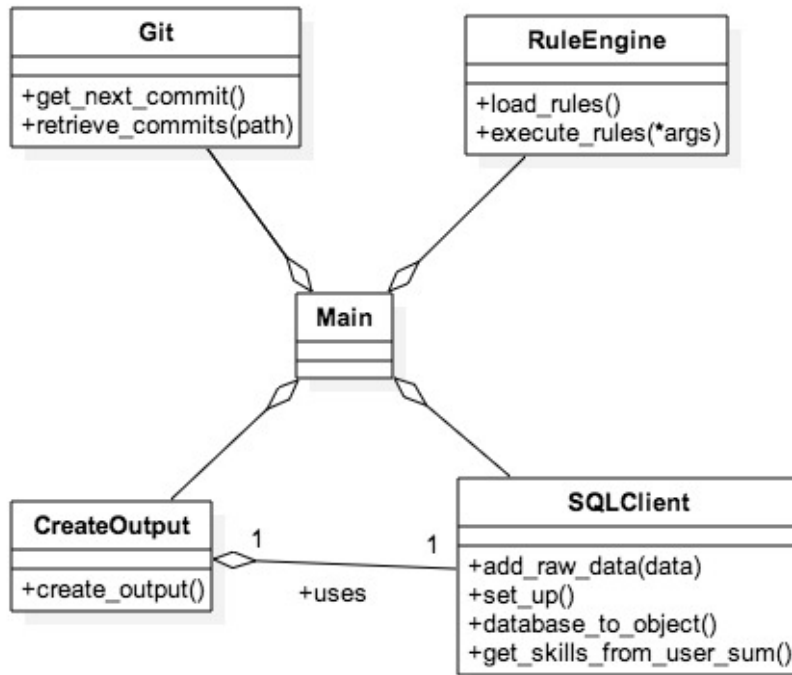 Git
+get_next_commit()
+retrieve_commits(path)
RuleEngine
+load_rules()
+execute_rules(*args)
Main
CreateOutput
+create_output()
1
1
+uses
SQLClient
+add_raw_data(data)
+set_up()
+database_to_object()
+get_skills_from_user_sum()